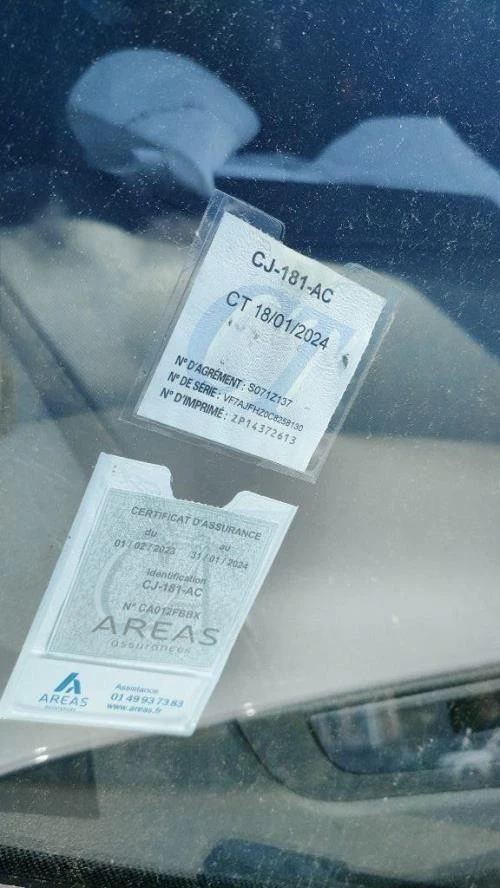 CJ-181-AC
CT 18/01/2024
N° D'AGRÉMENT : S071Z137
N° DE SÉRIE : VF7AJFHZ0C8258130
N° D'IMPRIMÉ : ZP14372613
CERTIFICAT D'ASSURANCE
du au
01/02/2023 31/01/2024
Identification
CJ-181-AC
N° CA012FBBX
AREAS
assurances
AREAS
Assistance
01 49 93 73 83
www.areas.fr